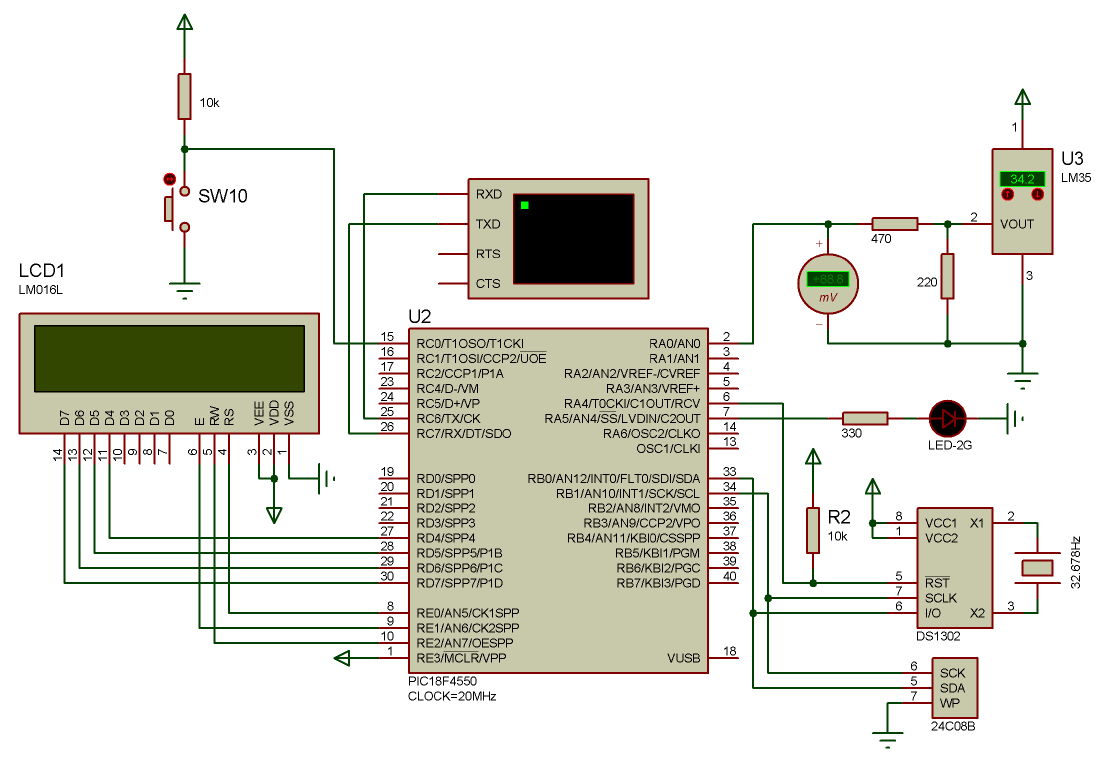 10k
SW10
LCD1
LM016L
D7
D6
D5
D4
D3
D2
D1
D0
E
RW
RS
VEE
VDD
VSS
14
13
12
11
10
9
8
7
6
5
4
3
2
1
RXD
TXD
RTS
CTS
U3
LM35
34.2
1
VOUT
2
3
470
220
+88.8
mV
+
−
U2
15 RC0/T1OSO/T1CKI
16 RC1/T1OSI/CCP2/UOE
17 RC2/CCP1/P1A
23 RC4/D-/VM
24 RC5/D+/VP
25 RC6/TX/CK
26 RC7/RX/DT/SDO
19 RD0/SPP0
20 RD1/SPP1
21 RD2/SPP2
22 RD3/SPP3
27 RD4/SPP4
28 RD5/SPP5/P1B
29 RD6/SPP6/P1C
30 RD7/SPP7/P1D
8 RE0/AN5/CK1SPP
9 RE1/AN6/CK2SPP
10 RE2/AN7/OESPP
1 RE3/MCLR/VPP
RA0/AN0 2
RA1/AN1 3
RA2/AN2/VREF-/CVREF 4
RA3/AN3/VREF+ 5
RA4/T0CKI/C1OUT/RCV 6
RA5/AN4/SS/LVDIN/C2OUT 7
RA6/OSC2/CLKO 14
OSC1/CLKI 13
RB0/AN12/INT0/FLT0/SDI/SDA 33
RB1/AN10/INT1/SCK/SCL 34
RB2/AN8/INT2/VMO 35
RB3/AN9/CCP2/VPO 36
RB4/AN11/KBI0/CSSPP 37
RB5/KBI1/PGM 38
RB6/KBI2/PGC 39
RB7/KBI3/PGD 40
VUSB 18
PIC18F4550
CLOCK=20MHz
330
LED-2G
R2
10k
8 VCC1
1 VCC2
5 RST
7 SCLK
6 I/O
X1 2
X2 3
DS1302
32.678Hz
6 SCK
5 SDA
7 WP
24C08B